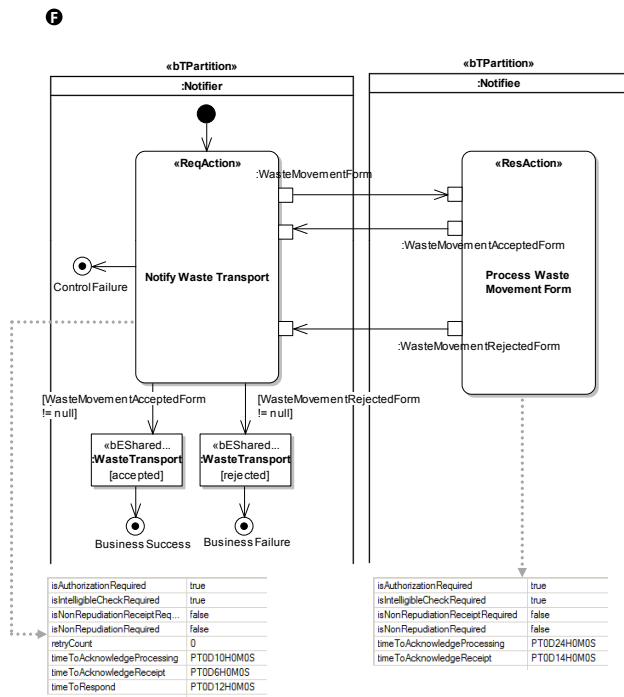 F
«bTPartition»
:Notifier
«bTPartition»
:Notifiee
«ReqAction»
Notify Waste Transport
«ResAction»
Process Waste
Movement Form
:WasteMovementForm
:WasteMovementAcceptedForm
:WasteMovementRejectedForm
ControlFailure
[WasteMovementAcceptedForm
!= null]
[WasteMovementRejectedForm
!= null]
«bEShared...
:WasteTransport
[accepted]
«bEShared...
:WasteTransport
[rejected]
Business Success
Business Failure
isAuthorizationRequired true
isIntelligibleCheckRequired true
isNonRepudiationReceiptReq... false
isNonRepudiationRequired false
retryCount 0
timeToAcknowledgeProcessing PT0D10H0M0S
timeToAcknowledgeReceipt PT0D6H0M0S
timeToRespond PT0D12H0M0S
isAuthorizationRequired true
isIntelligibleCheckRequired true
isNonRepudiationReceiptRequired false
isNonRepudiationRequired false
timeToAcknowledgeProcessing PT0D24H0M0S
timeToAcknowledgeReceipt PT0D14H0M0S